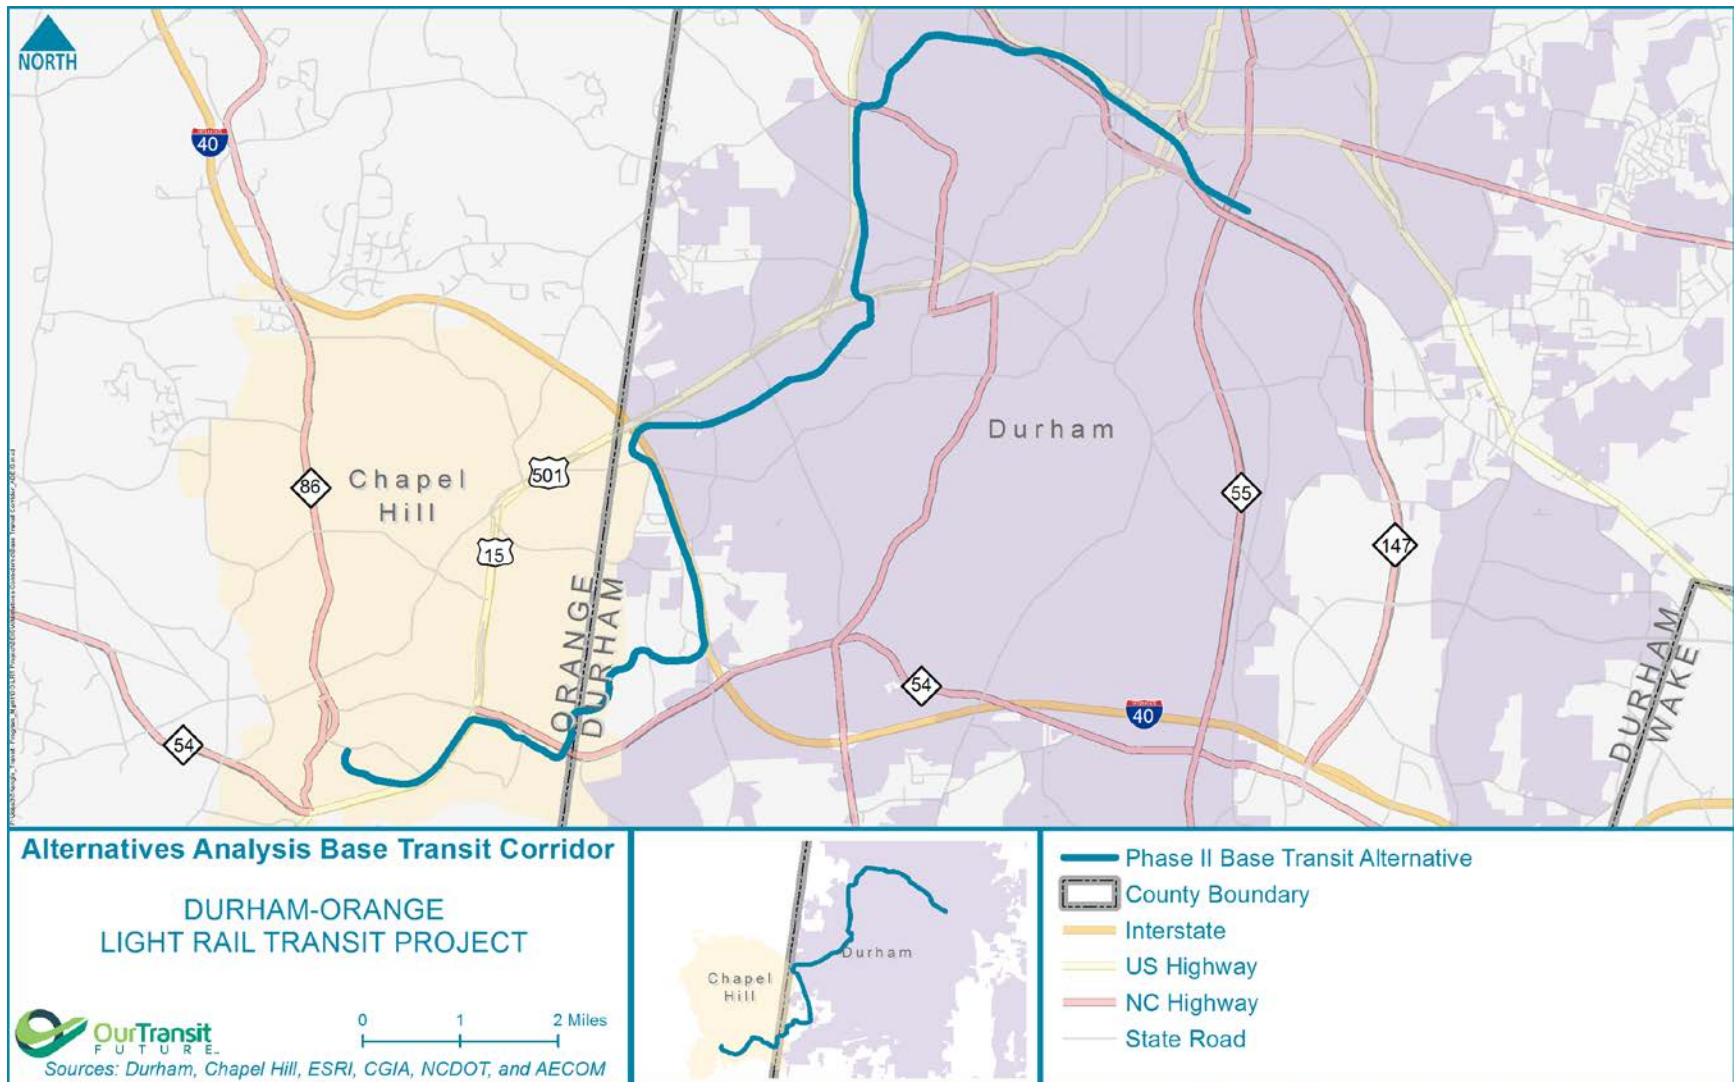 NORTH
40
86
Chapel
Hill
501
15
54
ORANGE
DURHAM
Durham
55
147
54
40
DURHAM
WAKE
Alternatives Analysis Base Transit Corridor
DURHAM-ORANGE
LIGHT RAIL TRANSIT PROJECT
OurTransit
FUTURE
0 1 2 Miles
Sources: Durham, Chapel Hill, ESRI, CGIA, NCDOT, and AECOM
Durham
Chapel
Hill
Phase II Base Transit Alternative
County Boundary
Interstate
US Highway
NC Highway
State Road